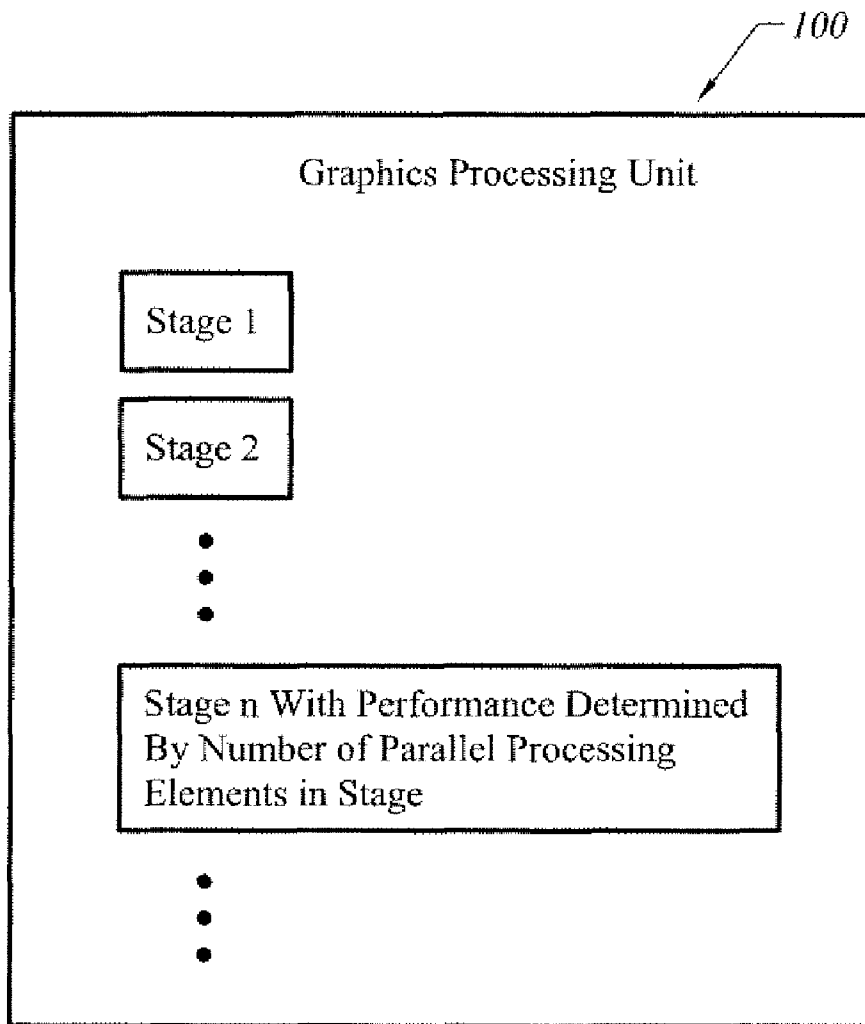 100
Graphics Processing Unit
Stage 1
Stage 2
Stage n With Performance Determined
By Number of Parallel Processing
Elements in Stage